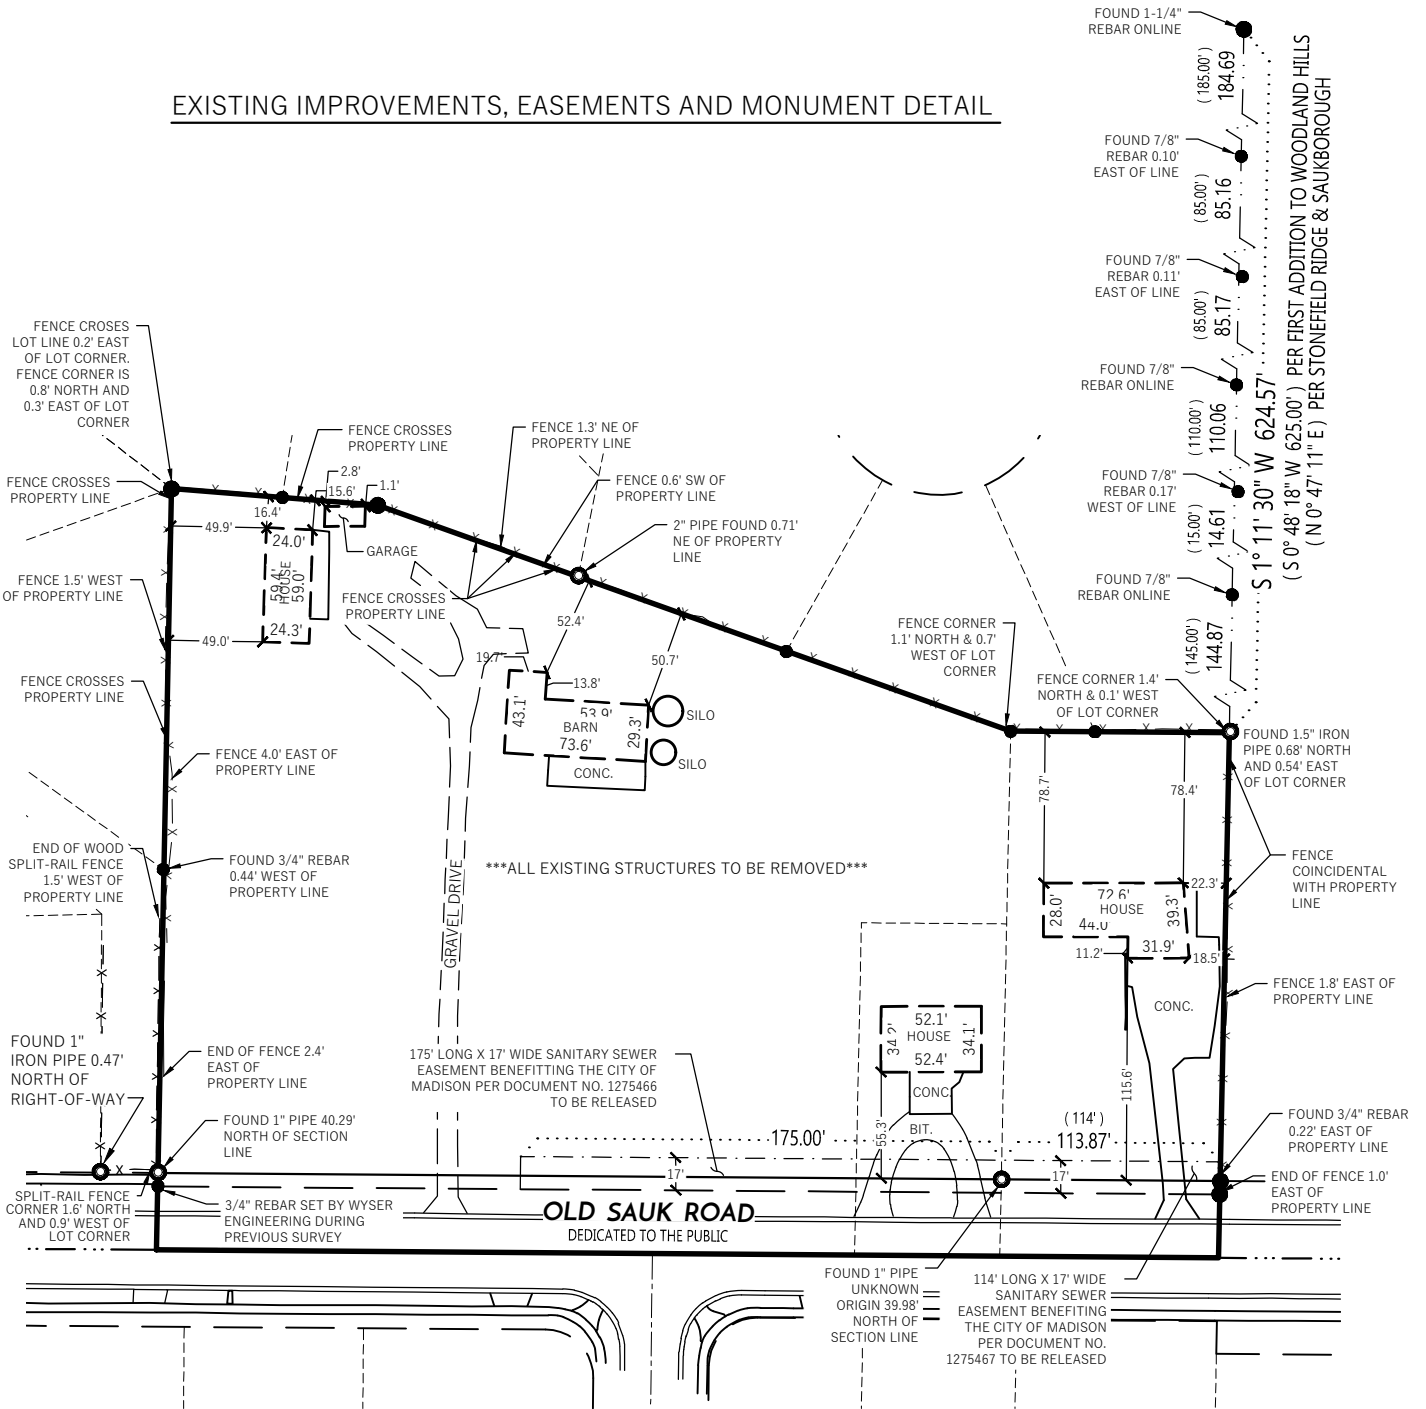 EXISTING IMPROVEMENTS, EASEMENTS AND MONUMENT DETAIL
FOUND 1-1/4"
REBAR ONLINE
(185.00')
184.69
FOUND 7/8"
REBAR 0.10'
EAST OF LINE
(85.00')
85.16
FOUND 7/8"
REBAR 0.11'
EAST OF LINE
(85.00')
85.17
FOUND 7/8"
REBAR ONLINE
(110.00')
110.06
FOUND 7/8"
REBAR 0.17'
WEST OF LINE
(15.00')
14.61
FOUND 7/8"
REBAR ONLINE
(145.00')
144.87
S 1° 11' 30" W 624.57'
( S 0° 48' 18" W 625.00' ) PER FIRST ADDITION TO WOODLAND HILLS
( N 0° 47' 11" E ) PER STONEFIELD RIDGE & SAUKBOROUGH
FENCE CROSES
LOT LINE 0.2' EAST
OF LOT CORNER.
FENCE CORNER IS
0.8' NORTH AND
0.3' EAST OF LOT
CORNER
FENCE CROSSES
PROPERTY LINE
FENCE CROSSES
PROPERTY LINE
FENCE 1.3' NE OF
PROPERTY LINE
FENCE 0.6' SW OF
PROPERTY LINE
2" PIPE FOUND 0.71'
NE OF PROPERTY
LINE
2.8'
15.6'
1.1'
16.4'
49.9'
24.0'
GARAGE
59.4'
HOUSE
59.0'
24.3'
49.0'
FENCE 1.5' WEST
OF PROPERTY LINE
FENCE CROSSES
PROPERTY LINE
52.4'
50.7'
19.7'
13.8'
43.1'
53.9'
BARN
73.6'
29.3'
CONC.
SILO
SILO
FENCE CORNER
1.1' NORTH & 0.7'
WEST OF LOT
CORNER
FENCE CORNER 1.4'
NORTH & 0.1' WEST
OF LOT CORNER
FOUND 1.5" IRON
PIPE 0.68' NORTH
AND 0.54' EAST
OF LOT CORNER
FENCE CROSSES
PROPERTY LINE
FENCE 4.0' EAST OF
PROPERTY LINE
78.7'
78.4'
END OF WOOD
SPLIT-RAIL FENCE
1.5' WEST OF
PROPERTY LINE
FOUND 3/4" REBAR
0.44' WEST OF
PROPERTY LINE
***ALL EXISTING STRUCTURES TO BE REMOVED***
GRAVEL DRIVE
FENCE
COINCIDENTAL
WITH PROPERTY
LINE
22.3'
72.6'
HOUSE
28.0'
44.0'
39.3'
31.9'
11.2'
18.5'
CONC.
FENCE 1.8' EAST OF
PROPERTY LINE
52.1'
HOUSE
52.4'
34.2'
34.1'
CONC.
BIT.
55.3'
115.6'
FOUND 1"
IRON PIPE 0.47'
NORTH OF
RIGHT-OF-WAY
END OF FENCE 2.4'
EAST OF
PROPERTY LINE
175' LONG X 17' WIDE SANITARY SEWER
EASEMENT BENEFITTING THE CITY OF
MADISON PER DOCUMENT NO. 1275466
TO BE RELEASED
FOUND 1" PIPE 40.29'
NORTH OF SECTION
LINE
175.00'
( 114' )
113.87'
17'
17'
FOUND 3/4" REBAR
0.22' EAST OF
PROPERTY LINE
END OF FENCE 1.0'
EAST OF
PROPERTY LINE
SPLIT-RAIL FENCE
CORNER 1.6' NORTH
AND 0.9' WEST OF
LOT CORNER
3/4" REBAR SET BY WYSER
ENGINEERING DURING
PREVIOUS SURVEY
OLD SAUK ROAD
DEDICATED TO THE PUBLIC
FOUND 1" PIPE
UNKNOWN
ORIGIN 39.98'
NORTH OF
SECTION LINE
114' LONG X 17' WIDE
SANITARY SEWER
EASEMENT BENEFITING
THE CITY OF MADISON
PER DOCUMENT NO.
1275467 TO BE RELEASED